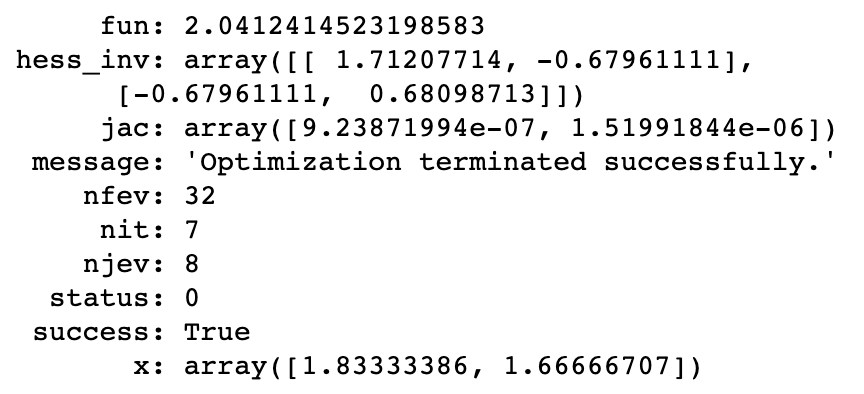 fun: 2.0412414523198583
hess_inv: array([[ 1.71207714, -0.67961111],
[-0.67961111,  0.68098713]])
jac: array([9.23871994e-07, 1.51991844e-06])
message: 'Optimization terminated successfully.'
nfev: 32
nit: 7
njev: 8
status: 0
success: True
x: array([1.83333386, 1.66666707])